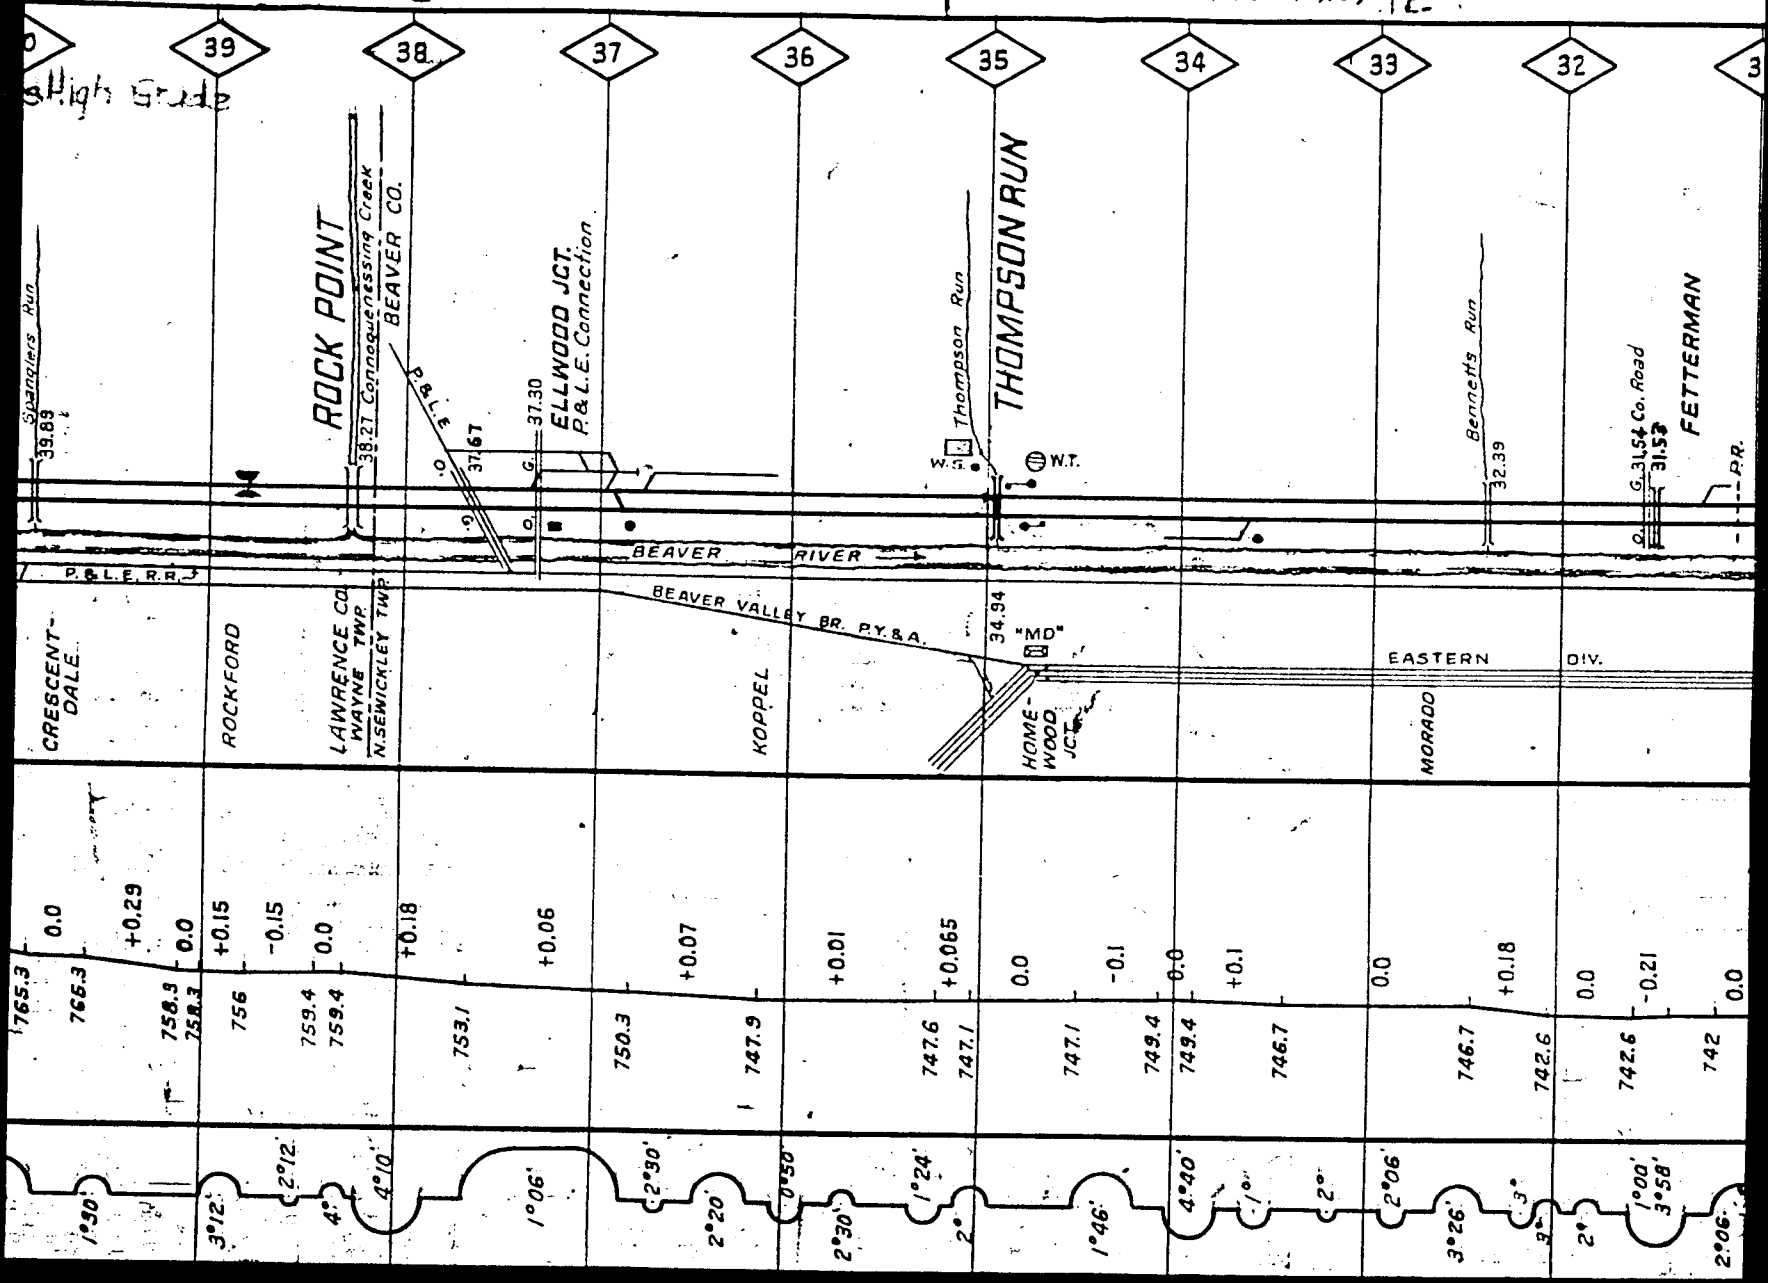 39
38
37
36
35
34
33
32
3
Spanglers Run
39.89
ROCK POINT
38.27 Connoquenessing Creek
BEAVER CO.
P.&L.E
O.
37.67
G.
G.
37.30
O.
ELLWOOD JCT.
P.&L.E. Connection
Thompson Run
W.S.
THOMPSON RUN
W.T.
Bennetts Run
32.39
G. 31.54 Co. Road
O.
31.53
FETTERMAN
P.R.
BEAVER RIVER
P.&L.E. R.R.
BEAVER VALLEY BR. P.Y.&A.
34.94
"MD"
EASTERN DIV.
CRESCENT-
DALE
ROCKFORD
LAWRENCE CO.
WAYNE TWP.
N.SEWICKLEY TWP.
KOPPEL
HOME-
WOOD
JCT.
MORADO
0.0
+0.29
0.0
+0.15
-0.15
0.0
+0.18
+0.06
+0.07
+0.01
+0.065
0.0
-0.1
0.0
+0.1
0.0
+0.18
0.0
-0.21
0.0
765.3
765.3
758.3
758.3
756
759.4
759.4
753.1
750.3
747.9
747.6
747.1
747.1
749.4
749.4
746.7
746.7
742.6
742.6
742
1°30'
3°12'
2°12'
4°
4°10'
1°06'
2°30'
2°20'
0°50'
2°30'
1°24'
2°
1°46'
4°40'
1°
2°
2°06'
3°26'
3°
3°
2°
1°00'
3°58'
2°06'